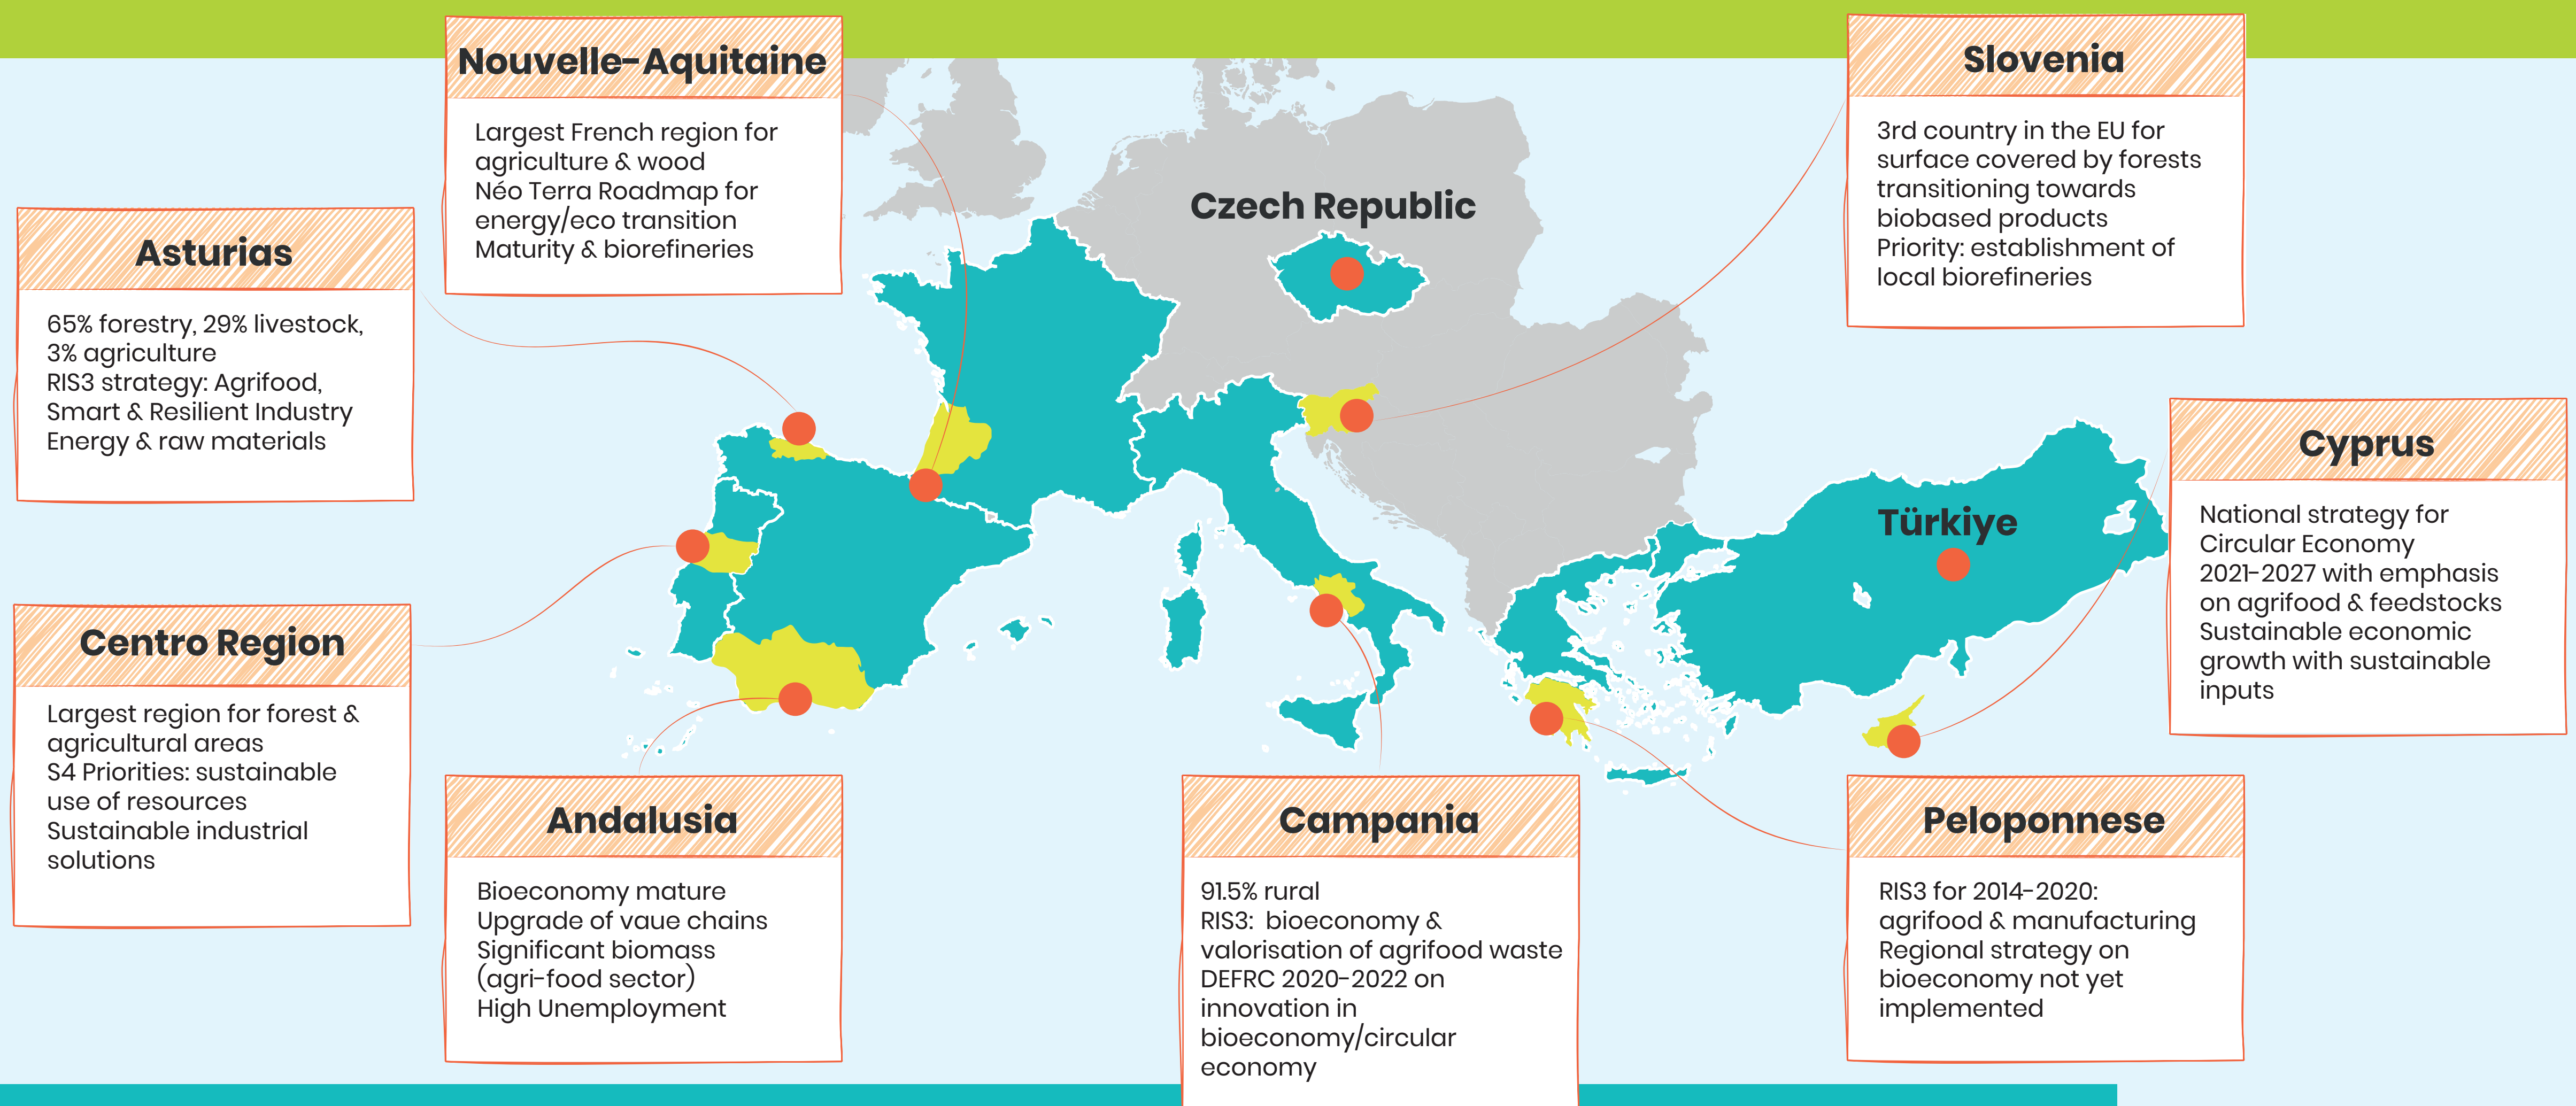 Nouvelle-Aquitaine
Largest French region for
agriculture & wood
Néo Terra Roadmap for
energy/eco transition
Maturity & biorefineries
Slovenia
3rd country in the EU for
surface covered by forests
transitioning towards
biobased products
Priority: establishment of
local biorefineries
Czech Republic
Asturias
65% forestry, 29% livestock,
3% agriculture
RIS3 strategy: Agrifood,
Smart & Resilient Industry
Energy & raw materials
Türkiye
Cyprus
National strategy for
Circular Economy
2021-2027 with emphasis
on agrifood & feedstocks
Sustainable economic
growth with sustainable
inputs
Centro Region
Largest region for forest &
agricultural areas
S4 Priorities: sustainable
use of resources
Sustainable industrial
solutions
Andalusia
Bioeconomy mature
Upgrade of vaue chains
Significant biomass
(agri-food sector)
High Unemployment
Campania
91.5% rural
RIS3: bioeconomy &
valorisation of agrifood waste
DEFRC 2020-2022 on
innovation in
bioeconomy/circular
economy
Peloponnese
RIS3 for 2014-2020:
agrifood & manufacturing
Regional strategy on
bioeconomy not yet
implemented